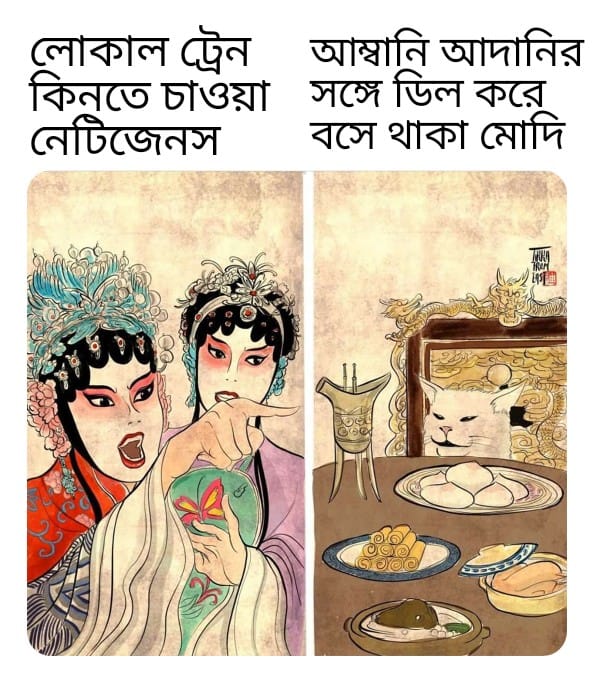 লোকাল ট্রেন
কিনতে চাওয়া
নেটিজেনস
আম্বানি আদানির
সঙ্গে ডিল করে
বসে থাকা মোদি